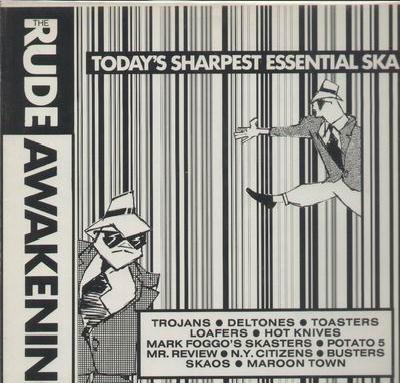 THE
RUDE AWAKENIN
TODAY'S SHARPEST ESSENTIAL SKA
TROJANS ● DELTONES ● TOASTERS
LOAFERS ● HOT KNIVES
MARK FOGGO'S SKASTERS ● POTATO 5
MR. REVIEW ● N.Y. CITIZENS ● BUSTERS
SKAOS ● MAROON TOWN